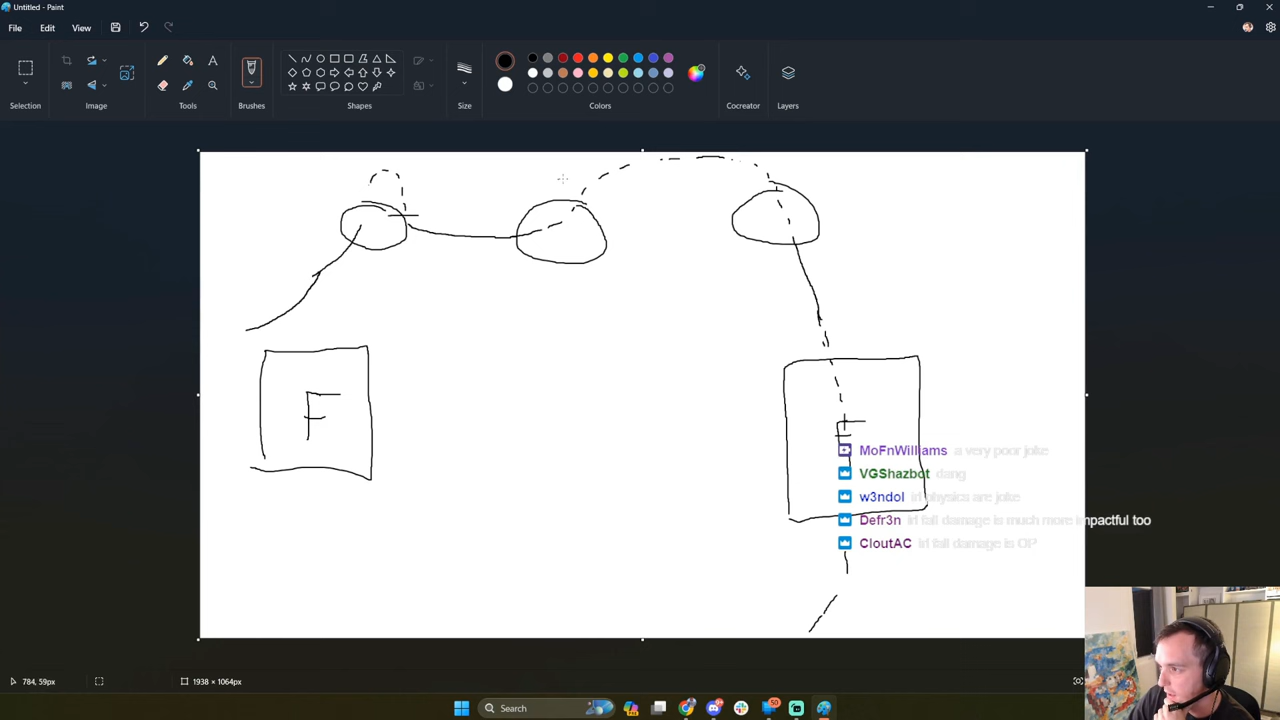 Untitled - Paint
File Edit View
Selection Image Tools Brushes Shapes Size Colors Cocreator Layers
F
F
MoFnWilliams a very poor joke
VGShazbot dang
w3ndol irl physics are joke
Defr3n irl fall damage is much more impactful too
CloutAC irl fall damage is OP
784, 59px 1938 × 1064px
Search 50